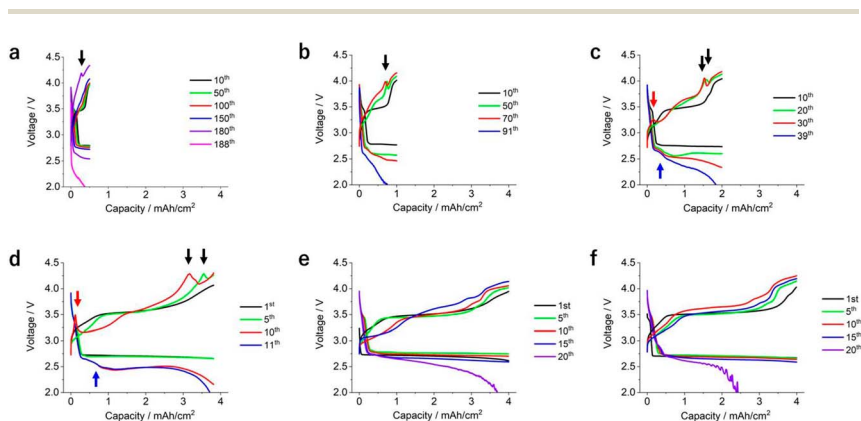 a
4.5
4.0
3.5
3.0
2.5
2.0
Voltage / V
10th
50th
100th
150th
180th
188th
0 1 2 3 4
Capacity / mAh/cm²
b
4.5
4.0
3.5
3.0
2.5
2.0
Voltage / V
10th
50th
70th
91th
0 1 2 3 4
Capacity / mAh/cm²
c
4.5
4.0
3.5
3.0
2.5
2.0
Voltage / V
10th
20th
30th
39th
0 1 2 3 4
Capacity / mAh/cm²
d
4.5
4.0
3.5
3.0
2.5
2.0
Voltage / V
1st
5th
10th
11th
0 1 2 3
Capacity / mAh/cm²
e
4.5
4.0
3.5
3.0
2.5
2.0
Voltage / V
1st
5th
10th
15th
20th
0 1 2 3 4
Capacity / mAh/cm²
f
4.5
4.0
3.5
3.0
2.5
2.0
Voltage / V
1st
5th
10th
15th
20th
0 1 2 3 4
Capacity / mAh/cm²